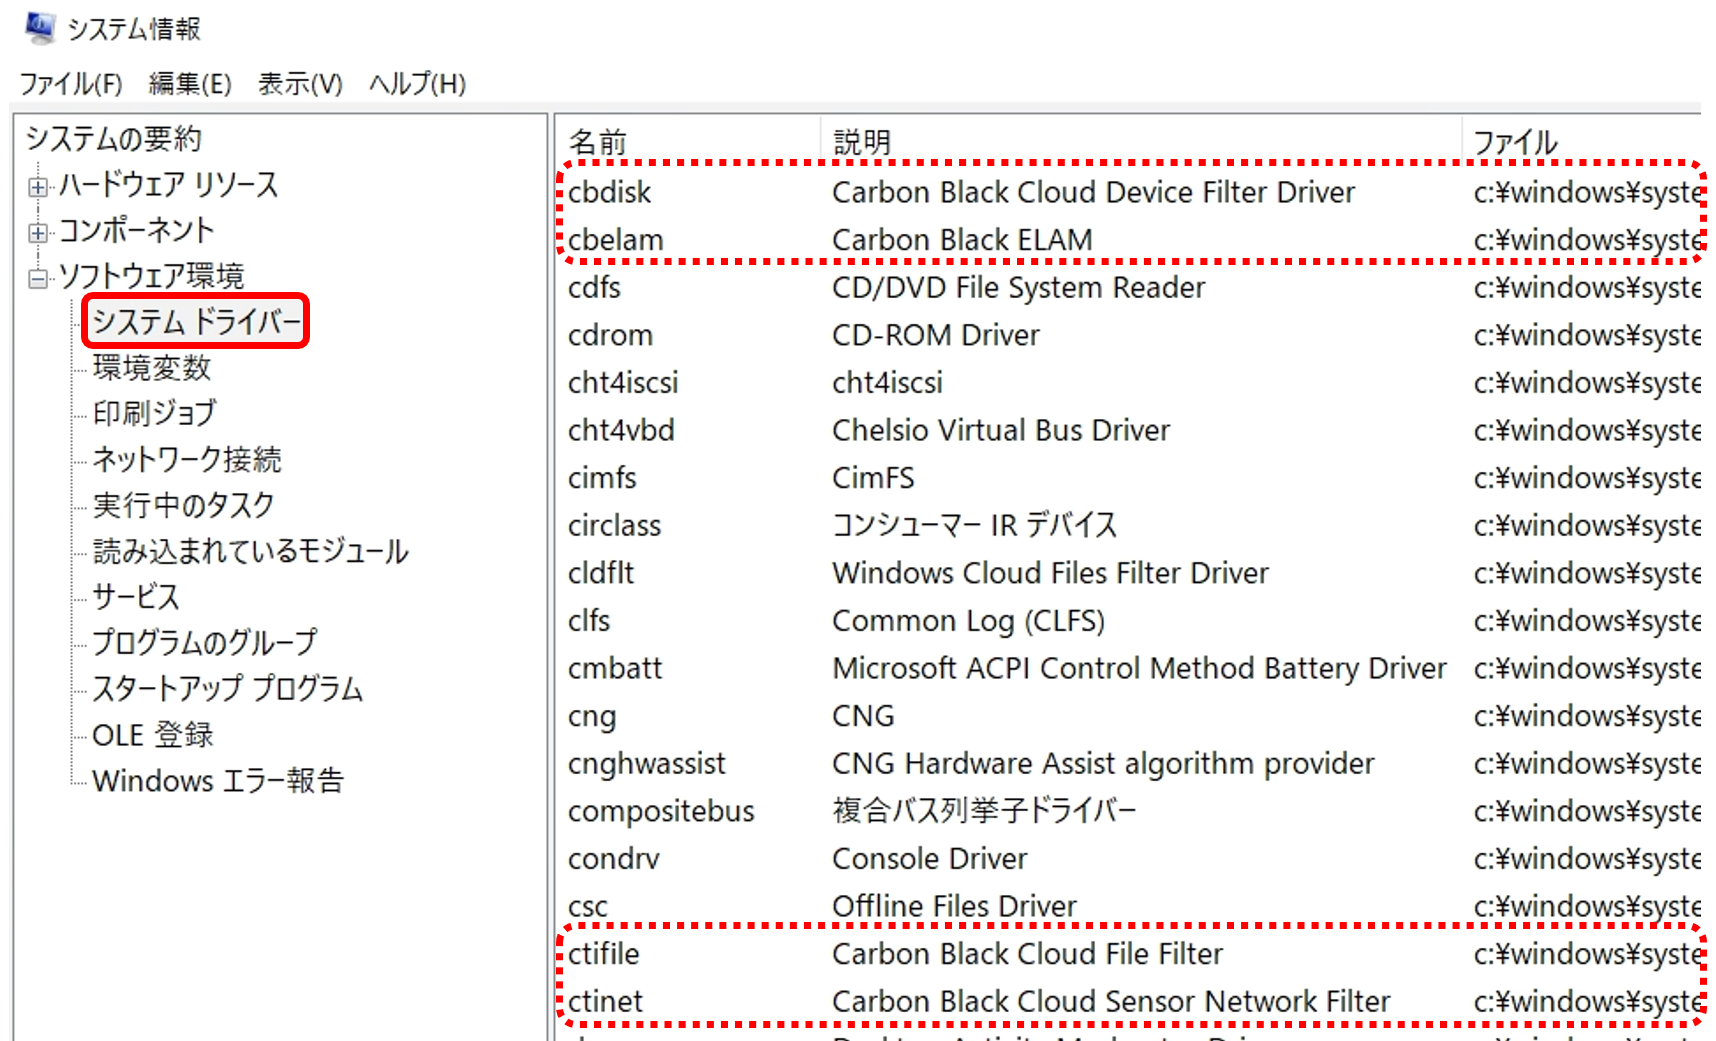 システム情報
ファイル(F) 編集(E) 表示(V) ヘルプ(H)
システムの要約
ハードウェア リソース
コンポーネント
ソフトウェア環境
システム ドライバー
環境変数
印刷ジョブ
ネットワーク接続
実行中のタスク
読み込まれているモジュール
サービス
プログラムのグループ
スタートアップ プログラム
OLE 登録
Windows エラー報告
名前 説明 ファイル
cbdisk Carbon Black Cloud Device Filter Driver c:¥windows¥syste
cbelam Carbon Black ELAM c:¥windows¥syste
cdfs CD/DVD File System Reader c:¥windows¥syste
cdrom CD-ROM Driver c:¥windows¥syste
cht4iscsi cht4iscsi c:¥windows¥syste
cht4vbd Chelsio Virtual Bus Driver c:¥windows¥syste
cimfs CimFS c:¥windows¥syste
circlass コンシューマー IR デバイス c:¥windows¥syste
cldflt Windows Cloud Files Filter Driver c:¥windows¥syste
clfs Common Log (CLFS) c:¥windows¥syste
cmbatt Microsoft ACPI Control Method Battery Driver c:¥windows¥syste
cng CNG c:¥windows¥syste
cnghwassist CNG Hardware Assist algorithm provider c:¥windows¥syste
compositebus 複合バス列挙子ドライバー c:¥windows¥syste
condrv Console Driver c:¥windows¥syste
csc Offline Files Driver c:¥windows¥syste
ctifile Carbon Black Cloud File Filter c:¥windows¥syste
ctinet Carbon Black Cloud Sensor Network Filter c:¥windows¥syste